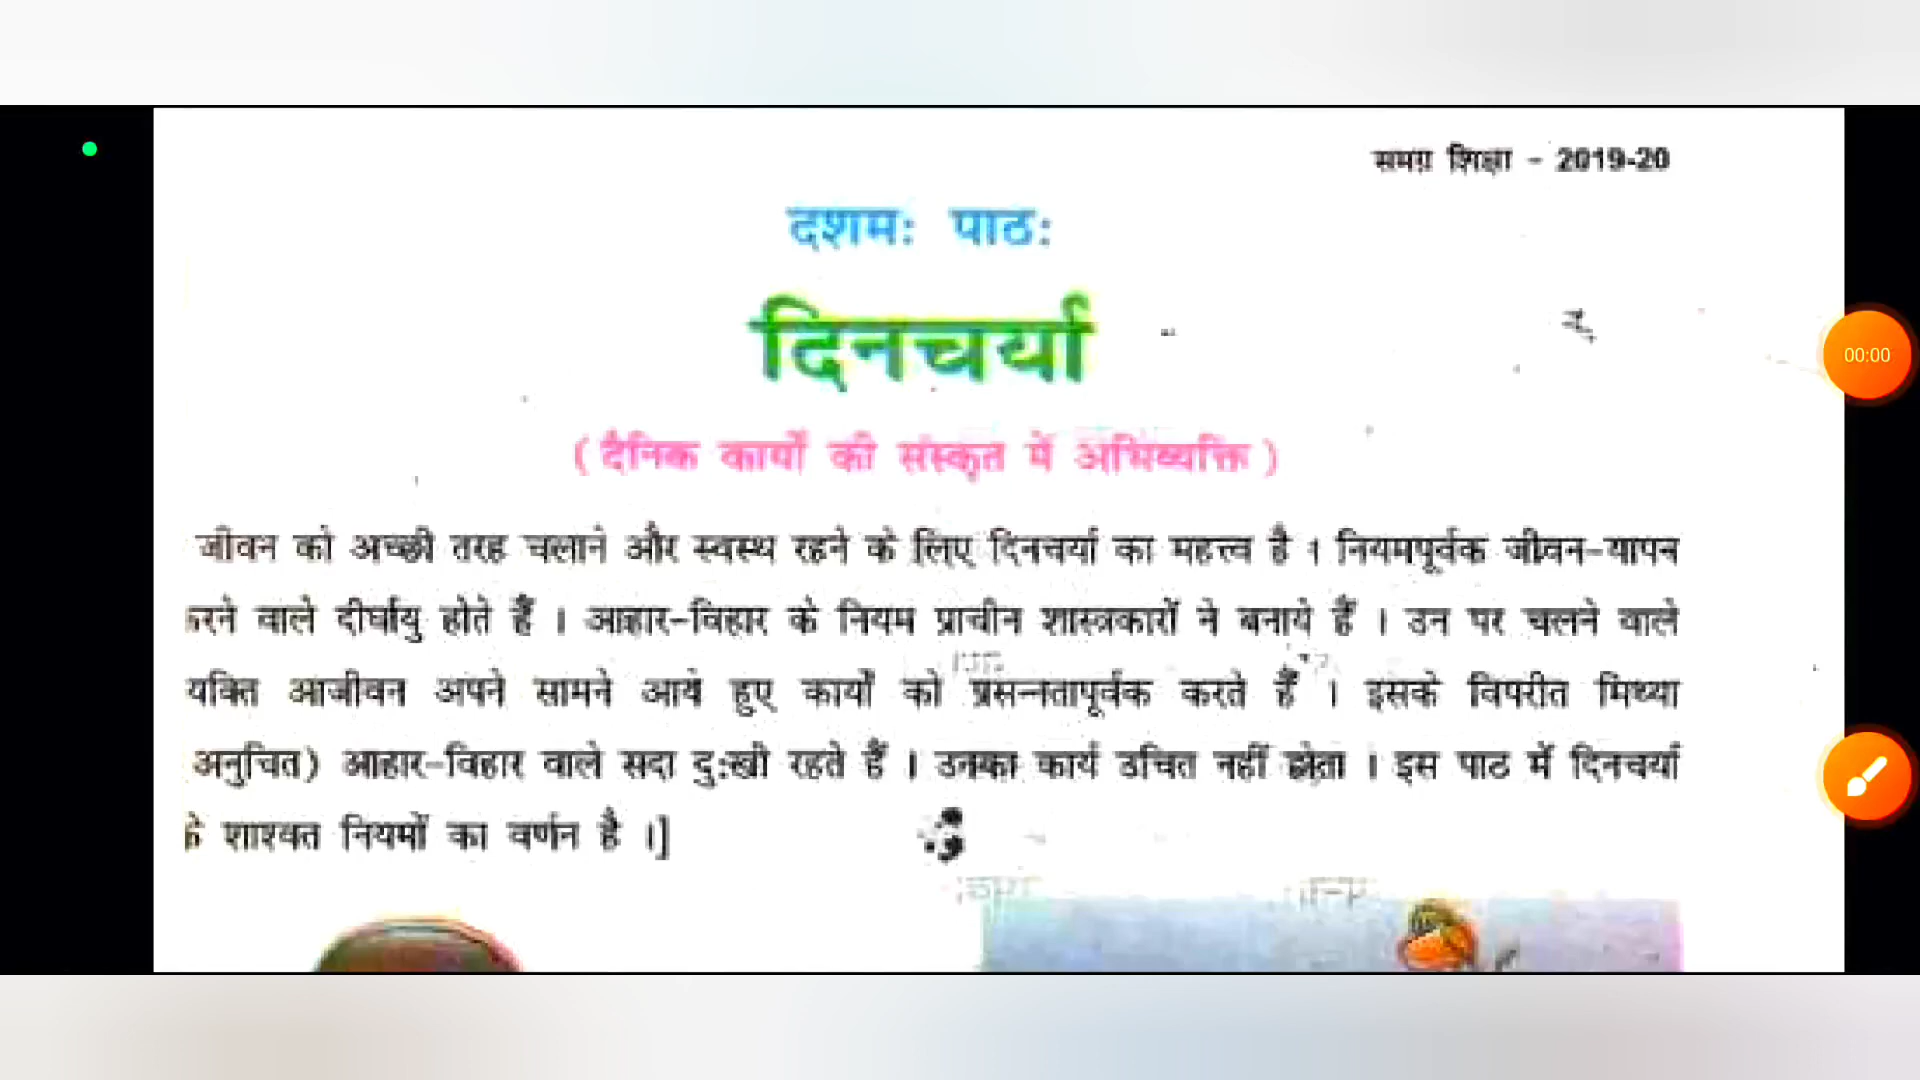 समग्र शिक्षा - 2019-20
दशमः पाठः
दिनचर्या
( दैनिक कार्यों की संस्कृत में अभिव्यक्ति )
जीवन को अच्छी तरह चलाने और स्वस्थ रहने के लिए दिनचर्या का महत्त्व है । नियमपूर्वक जीवन-यापन
रने वाले दीर्घायु होते हैं । आहार-विहार के नियम प्राचीन शास्त्रकारों ने बनाये हैं । उन पर चलने वाले
यक्ति आजीवन अपने सामने आये हुए कार्यों को प्रसन्नतापूर्वक करते हैं । इसके विपरीत मिथ्या
अनुचित) आहार-विहार वाले सदा दुःखी रहते हैं । उनका कार्य उचित नहीं होता । इस पाठ में दिनचर्या
शाश्वत नियमों का वर्णन है ।]
00:00